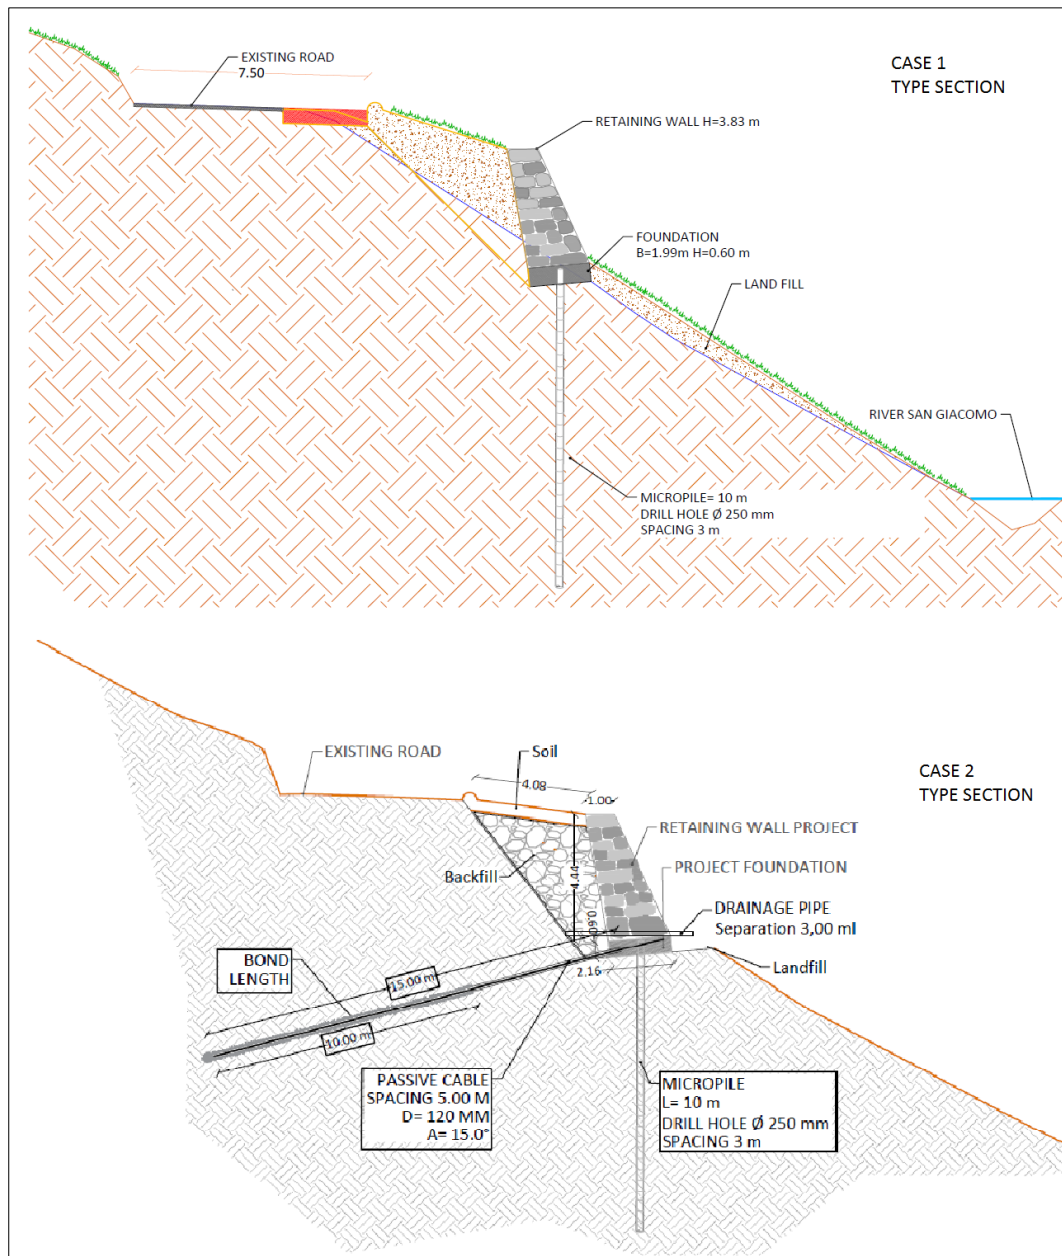 EXISTING ROAD
7.50
CASE 1
TYPE SECTION
RETAINING WALL H=3.83 m
FOUNDATION
B=1.99m H=0.60 m
LAND FILL
RIVER SAN GIACOMO
MICROPILE= 10 m
DRILL HOLE Ø 250 mm
SPACING 3 m
EXISTING ROAD
Soil
4.08
1.00
CASE 2
TYPE SECTION
RETAINING WALL PROJECT
Backfill
4.44
PROJECT FOUNDATION
0.60
DRAINAGE PIPE
Separation 3,00 ml
BOND
LENGTH
15.00 m
2.16
Landfill
10.00 m
PASSIVE CABLE
SPACING 5.00 M
D= 120 MM
A= 15.0°
MICROPILE
L= 10 m
DRILL HOLE Ø 250 mm
SPACING 3 m